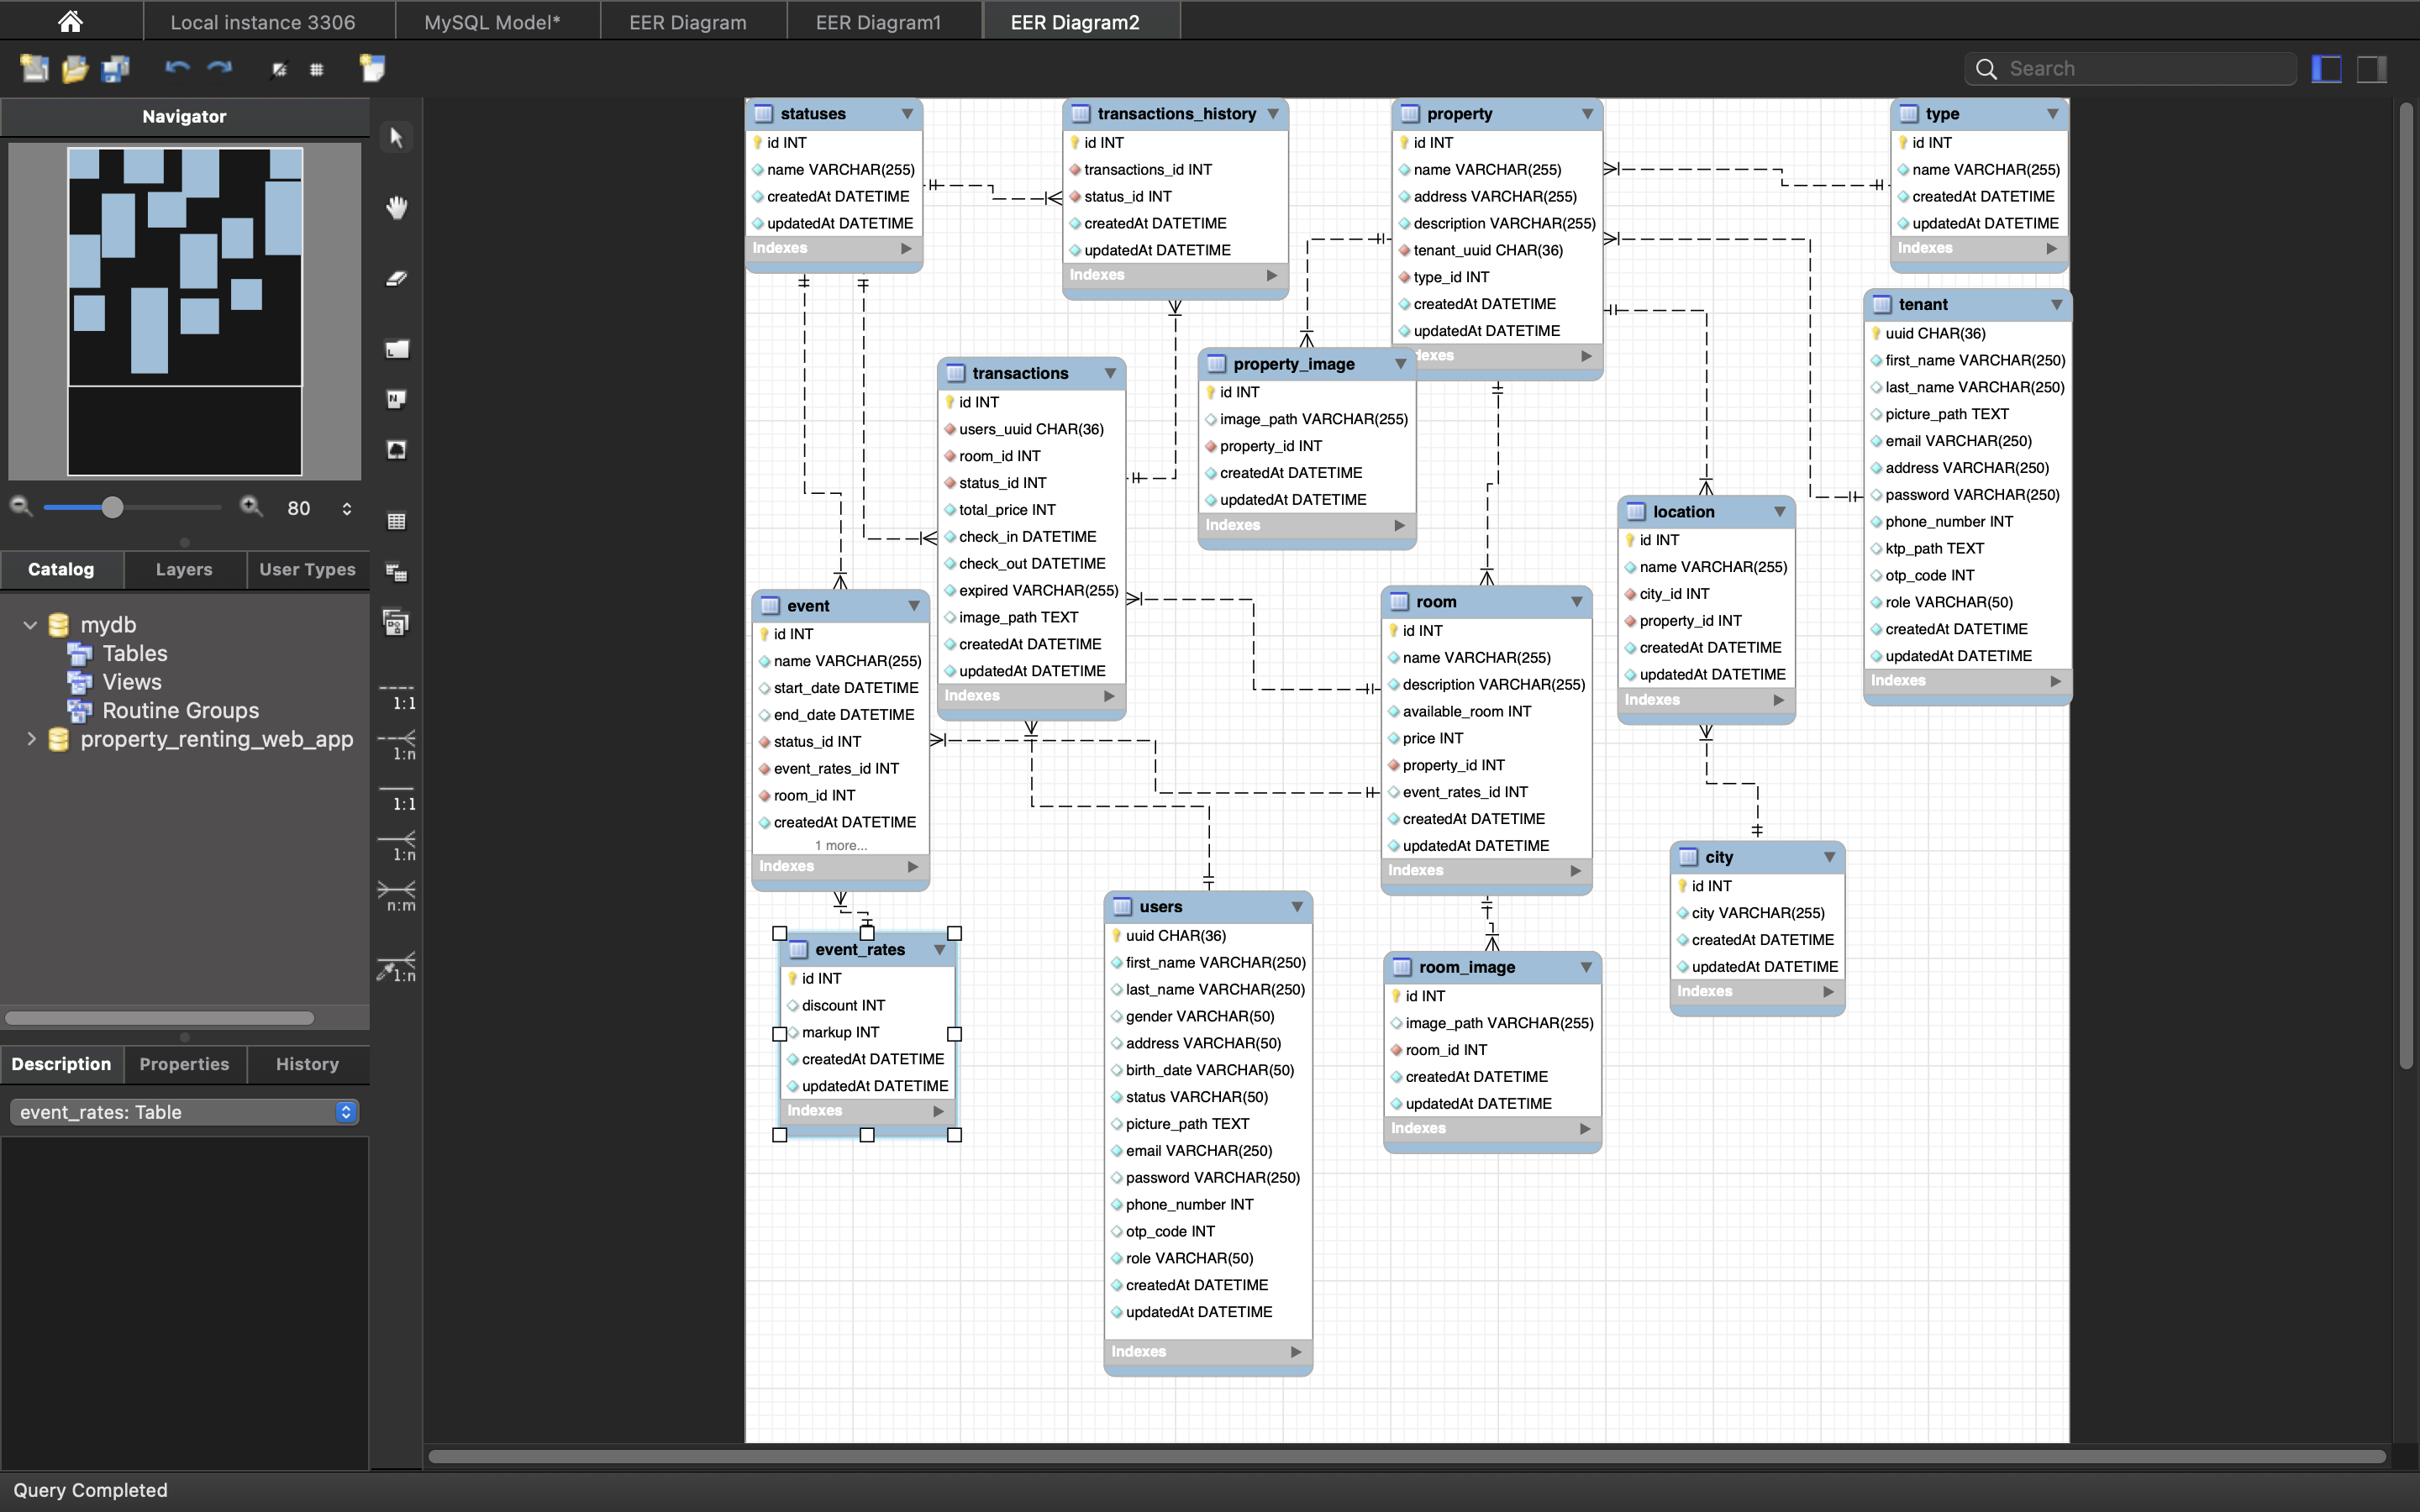 Local instance 3306
MySQL Model*
EER Diagram
EER Diagram1
EER Diagram2
Search
Navigator
80
Catalog
Layers
User Types
mydb
Tables
Views
Routine Groups
property_renting_web_app
Description
Properties
History
event_rates: Table
L
N
1:1
1:n
1:1
1:n
n:m
1:n
statuses
id INT
name VARCHAR(255)
createdAt DATETIME
updatedAt DATETIME
Indexes
transactions_history
id INT
transactions_id INT
status_id INT
createdAt DATETIME
updatedAt DATETIME
Indexes
property
id INT
name VARCHAR(255)
address VARCHAR(255)
description VARCHAR(255)
tenant_uuid CHAR(36)
type_id INT
createdAt DATETIME
updatedAt DATETIME
dexes
type
id INT
name VARCHAR(255)
createdAt DATETIME
updatedAt DATETIME
Indexes
tenant
uuid CHAR(36)
first_name VARCHAR(250)
last_name VARCHAR(250)
picture_path TEXT
email VARCHAR(250)
address VARCHAR(250)
password VARCHAR(250)
phone_number INT
ktp_path TEXT
otp_code INT
role VARCHAR(50)
createdAt DATETIME
updatedAt DATETIME
Indexes
transactions
id INT
users_uuid CHAR(36)
room_id INT
status_id INT
total_price INT
check_in DATETIME
check_out DATETIME
expired VARCHAR(255)
image_path TEXT
createdAt DATETIME
updatedAt DATETIME
Indexes
property_image
id INT
image_path VARCHAR(255)
property_id INT
createdAt DATETIME
updatedAt DATETIME
Indexes
location
id INT
name VARCHAR(255)
city_id INT
property_id INT
createdAt DATETIME
updatedAt DATETIME
Indexes
event
id INT
name VARCHAR(255)
start_date DATETIME
end_date DATETIME
status_id INT
event_rates_id INT
room_id INT
createdAt DATETIME
1 more...
Indexes
room
id INT
name VARCHAR(255)
description VARCHAR(255)
available_room INT
price INT
property_id INT
event_rates_id INT
createdAt DATETIME
updatedAt DATETIME
Indexes
city
id INT
city VARCHAR(255)
createdAt DATETIME
updatedAt DATETIME
Indexes
users
uuid CHAR(36)
first_name VARCHAR(250)
last_name VARCHAR(250)
gender VARCHAR(50)
address VARCHAR(50)
birth_date VARCHAR(50)
status VARCHAR(50)
picture_path TEXT
email VARCHAR(250)
password VARCHAR(250)
phone_number INT
otp_code INT
role VARCHAR(50)
createdAt DATETIME
updatedAt DATETIME
Indexes
event_rates
id INT
discount INT
markup INT
createdAt DATETIME
updatedAt DATETIME
Indexes
room_image
id INT
image_path VARCHAR(255)
room_id INT
createdAt DATETIME
updatedAt DATETIME
Indexes
Query Completed